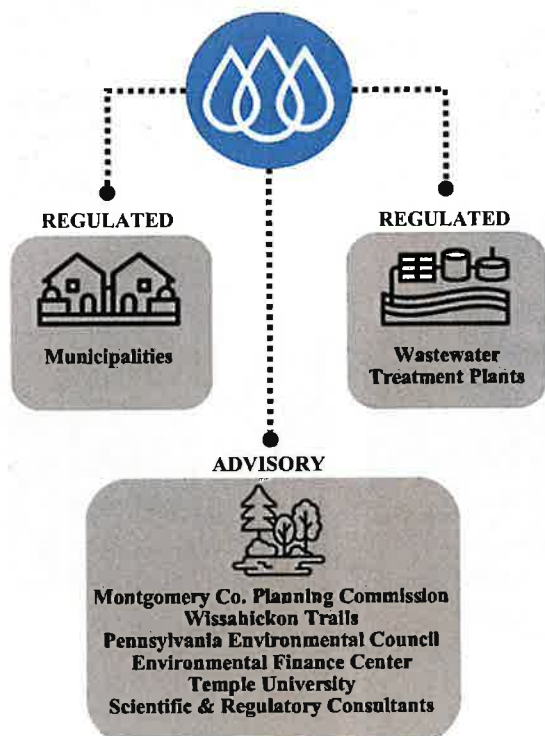 REGULATED
Municipalities
REGULATED
Wastewater
Treatment Plants
ADVISORY
Montgomery Co. Planning Commission
Wissahickon Trails
Pennsylvania Environmental Council
Environmental Finance Center
Temple University
Scientific & Regulatory Consultants